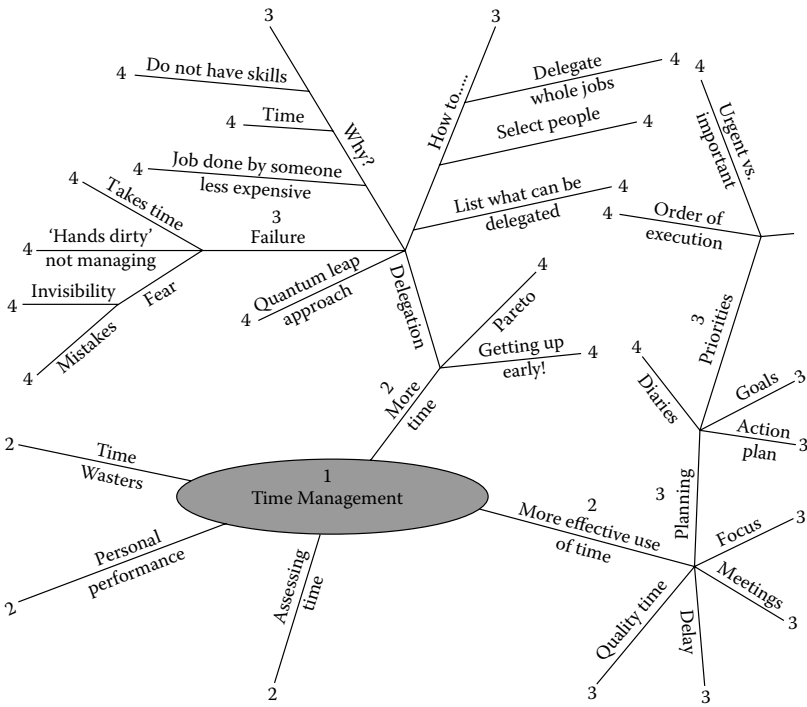 3
3
4
Do not have skills
4
Time
Why?
4
Job done by someone
less expensive
How to.....
Delegate
whole jobs
4
Select people
4
List what can be
delegated
4
4
Urgent vs.
important
4
Order of
execution
4
Takes time
3
Failure
4
'Hands dirty'
not managing
4
Invisibility
Fear
4
Mistakes
4
Quantum leap
approach
Delegation
4
Pareto
Getting up
early!
4
2
More
time
3
Priorities
4
Diaries
Goals
3
Action
plan
3
2
Time
Wasters
1
Time Management
2
More effective use
of time
3
Planning
Focus
3
Meetings
3
Delay
3
Quality time
3
Personal
performance
2
Assessing
time
2